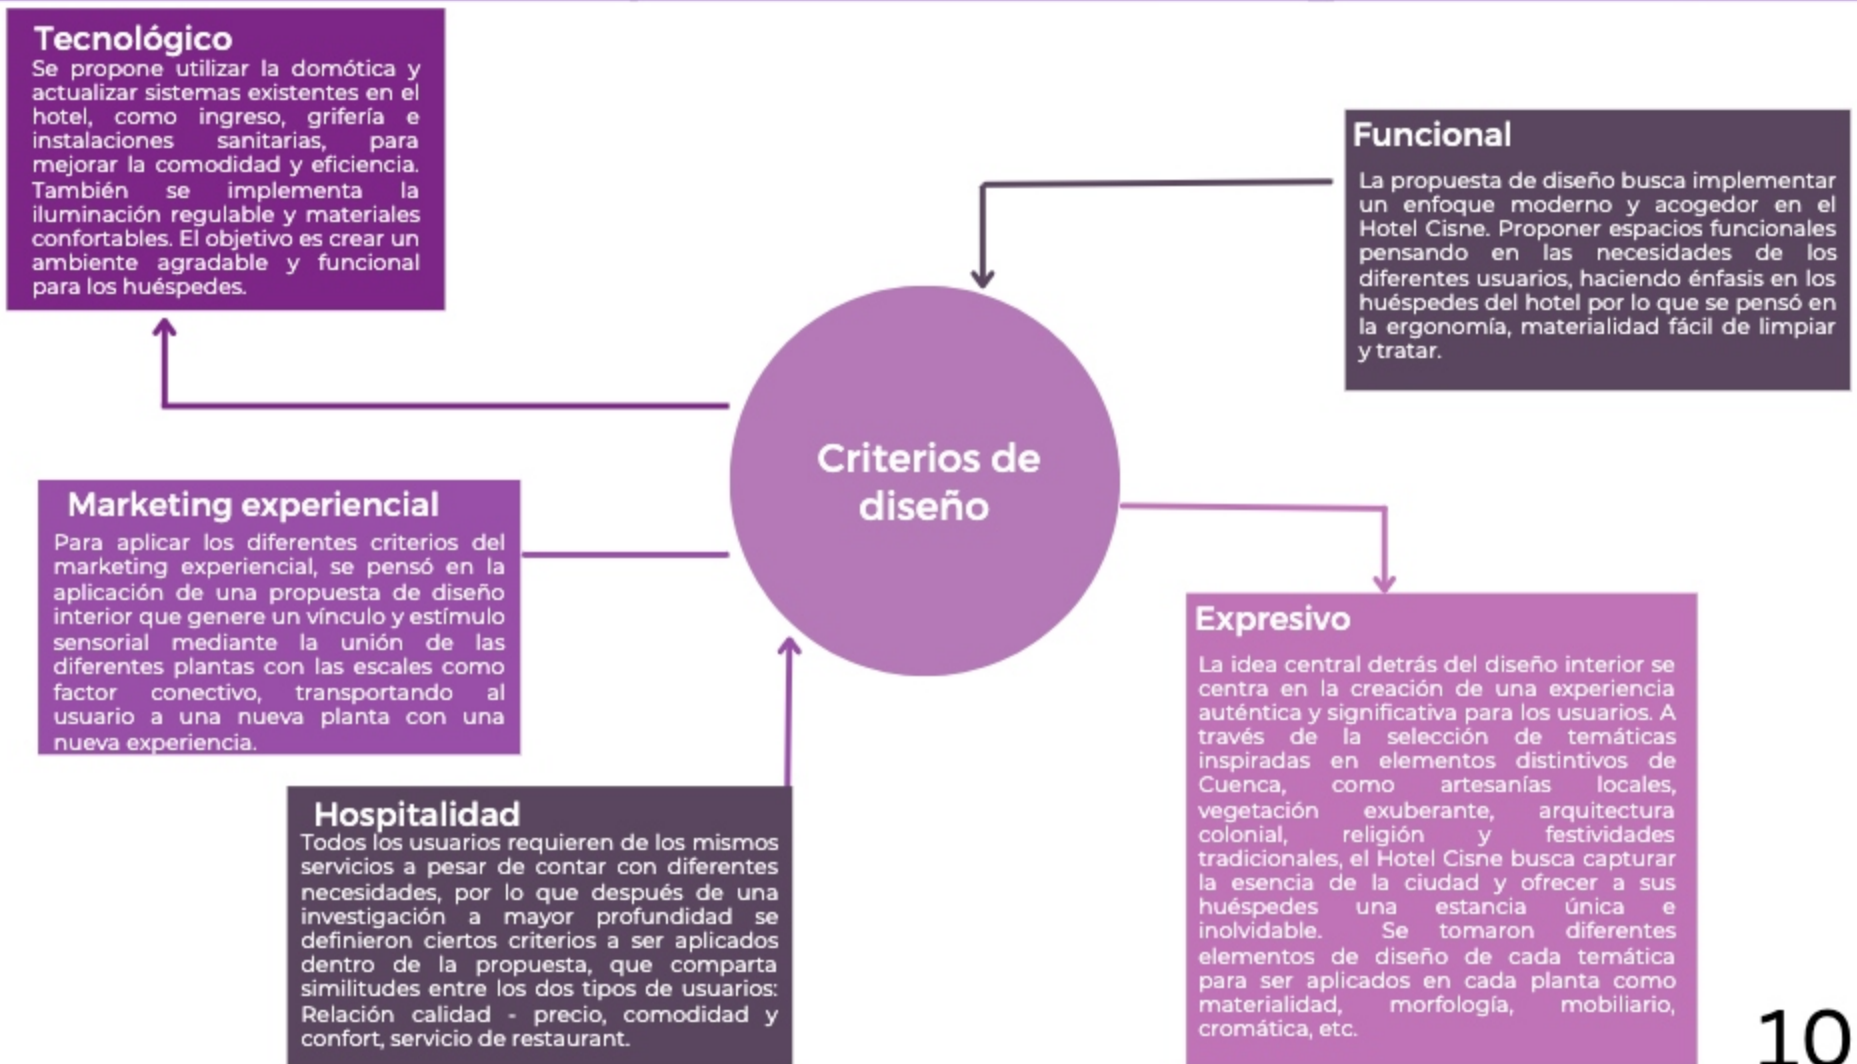 Tecnológico
Se propone utilizar la domótica y
actualizar sistemas existentes en el
hotel, como ingreso, grifería e
instalaciones sanitarias, para
mejorar la comodidad y eficiencia.
También se implementa la
iluminación regulable y materiales
confortables. El objetivo es crear un
ambiente agradable y funcional
para los huéspedes.
Funcional
La propuesta de diseño busca implementar
un enfoque moderno y acogedor en el
Hotel Cisne. Proponer espacios funcionales
pensando en las necesidades de los
diferentes usuarios, haciendo énfasis en los
huéspedes del hotel por lo que se pensó en
la ergonomía, materialidad fácil de limpiar
y tratar.
Criterios de
diseño
Marketing experiencial
Para aplicar los diferentes criterios del
marketing experiencial, se pensó en la
aplicación de una propuesta de diseño
interior que genere un vínculo y estímulo
sensorial mediante la unión de las
diferentes plantas con las escales como
factor conectivo, transportando al
usuario a una nueva planta con una
nueva experiencia.
Expresivo
La idea central detrás del diseño interior se
centra en la creación de una experiencia
auténtica y significativa para los usuarios. A
través de la selección de temáticas
inspiradas en elementos distintivos de
Cuenca, como artesanías locales,
vegetación exuberante, arquitectura
colonial, religión y festividades
tradicionales, el Hotel Cisne busca capturar
la esencia de la ciudad y ofrecer a sus
huéspedes una estancia única e
inolvidable. Se tomaron diferentes
elementos de diseño de cada temática
para ser aplicados en cada planta como
materialidad, morfología, mobiliario,
cromática, etc.
Hospitalidad
Todos los usuarios requieren de los mismos
servicios a pesar de contar con diferentes
necesidades, por lo que después de una
investigación a mayor profundidad se
definieron ciertos criterios a ser aplicados
dentro de la propuesta, que comparta
similitudes entre los dos tipos de usuarios:
Relación calidad - precio, comodidad y
confort, servicio de restaurant.
10